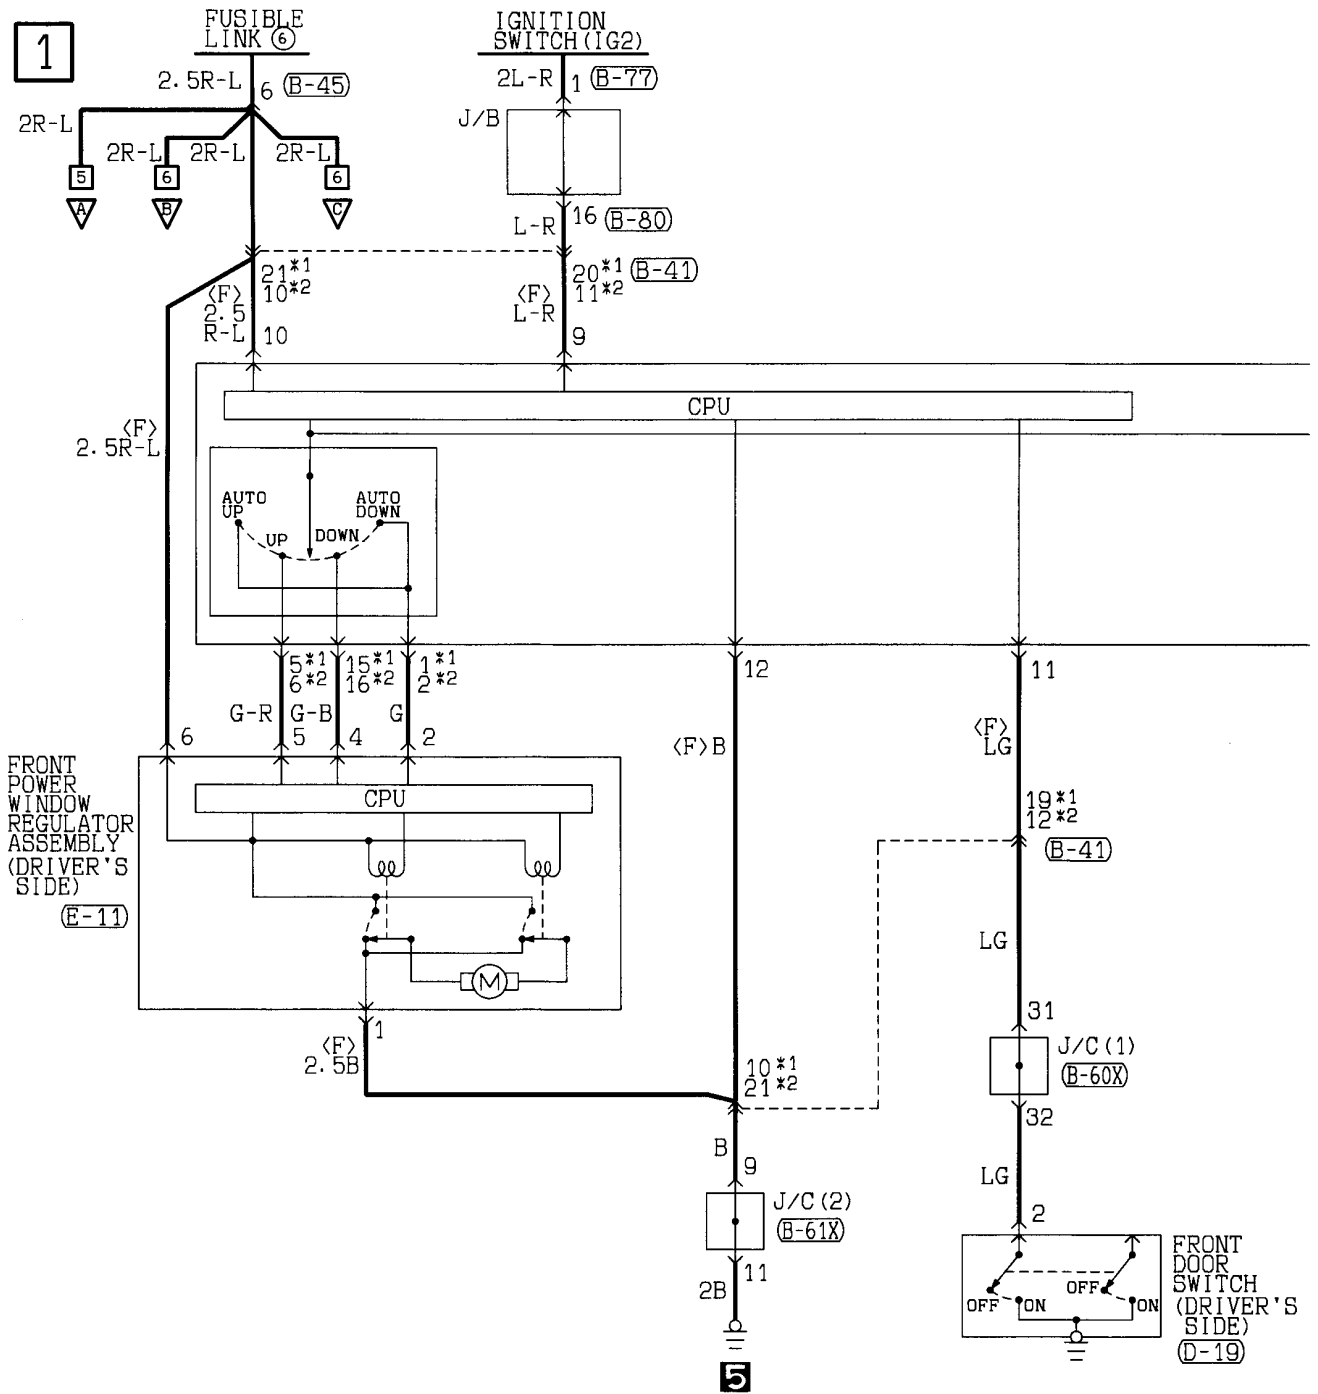 1
FUSIBLE
LINK ⑥
IGNITION
SWITCH(IG2)
2.5R-L
6
B-45
2L-R
1
B-77
J/B
2R-L
2R-L
2R-L
2R-L
5
6
6
A
B
C
16
B-80
L-R
21*1
10*2
20*1
11*2
B-41
<F>
2.5
R-L
10
<F>
L-R
9
CPU
<F>
2.5R-L
AUTO
UP
AUTO
DOWN
UP
DOWN
5*1
6*2
15*1
16*2
1*1
2*2
12
11
G-R
G-B
G
6
5
4
2
<F>B
<F>
LG
FRONT
POWER
WINDOW
REGULATOR
ASSEMBLY
(DRIVER'S
SIDE)
E-11
CPU
19*1
12*2
B-41
M
LG
1
<F>
2.5B
31
J/C(1)
B-60X
10*1
21*2
32
B
9
LG
J/C(2)
B-61X
2
11
2B
FRONT
DOOR
SWITCH
(DRIVER'S
SIDE)
D-19
OFF
ON
OFF
ON
5